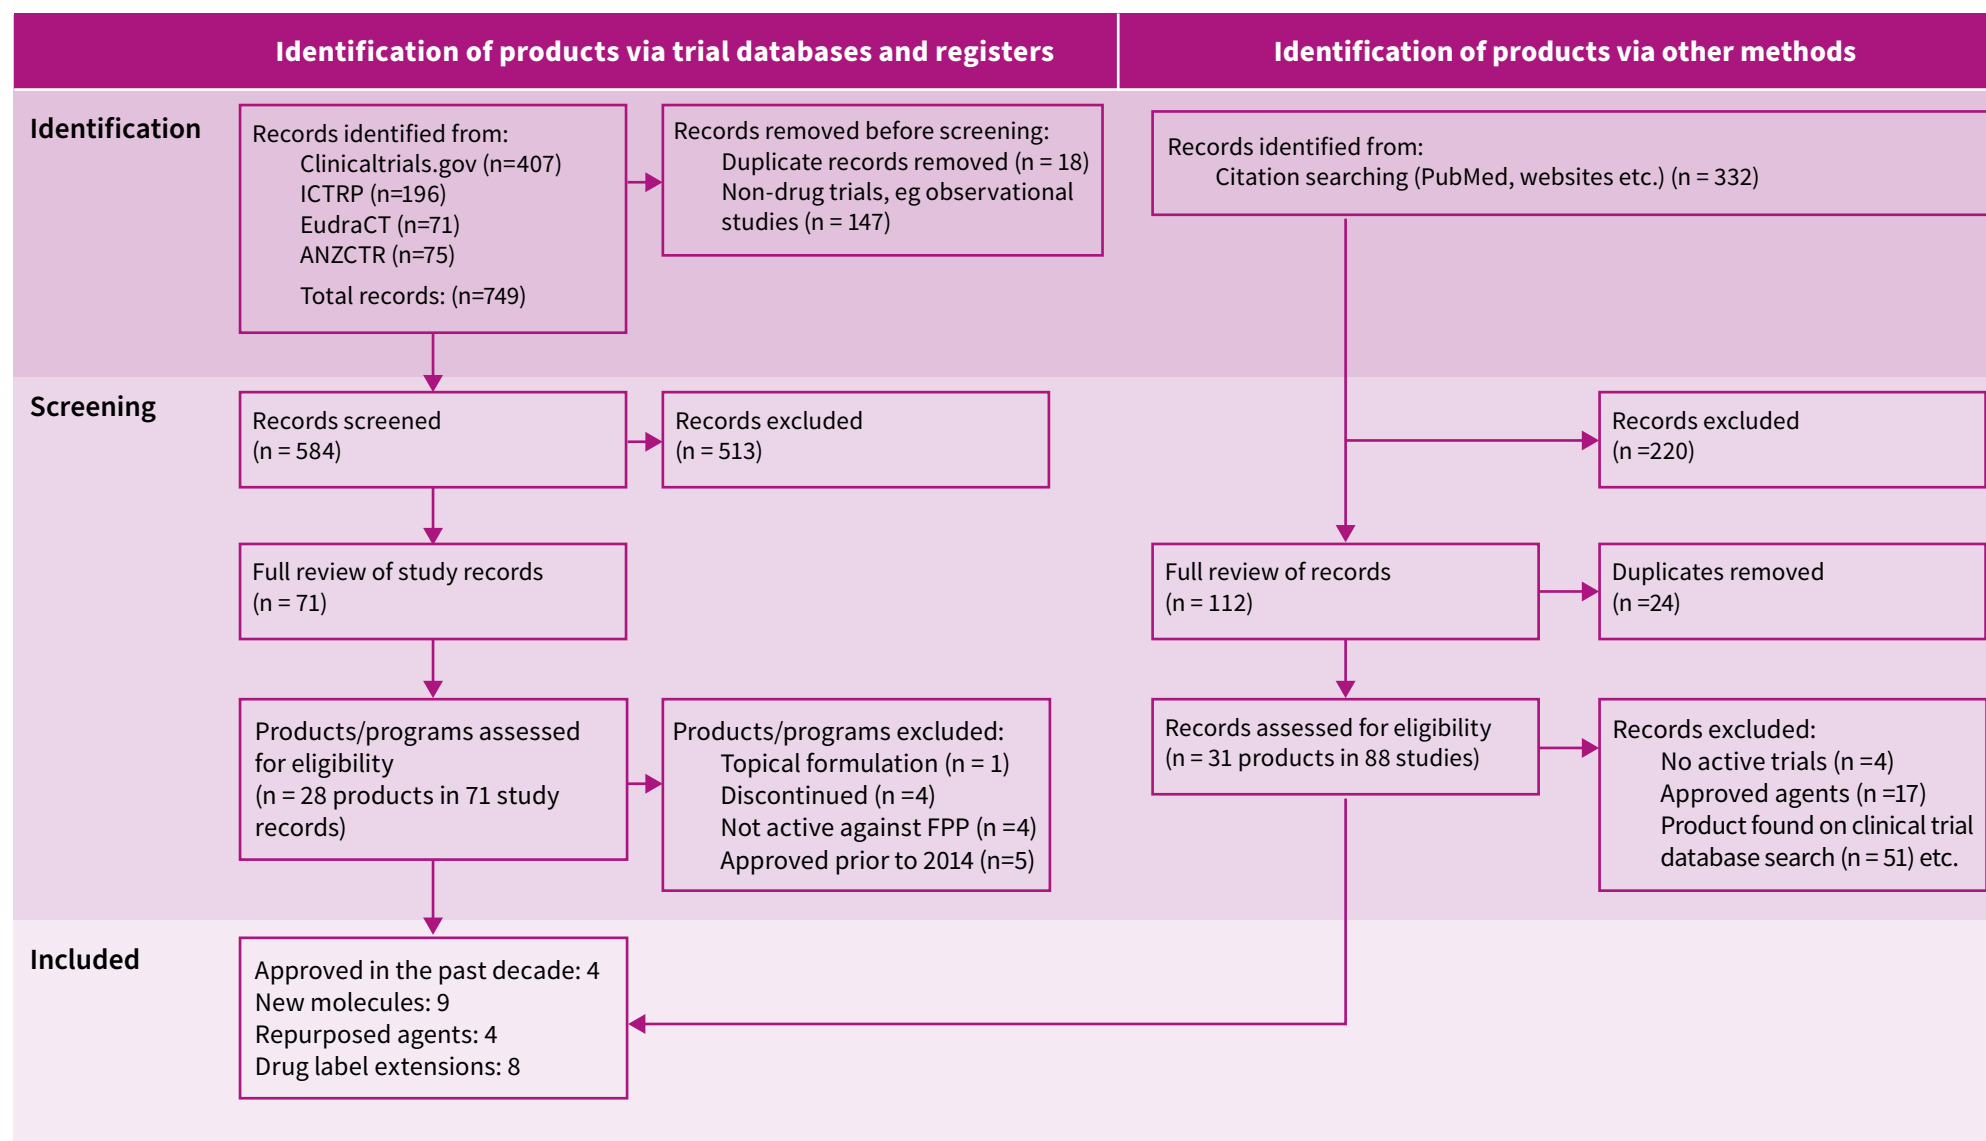 Identification of products via trial databases and registers
Identification of products via other methods
Identification
Records identified from:
Clinicaltrials.gov (n=407)
ICTRP (n=196)
EudraCT (n=71)
ANZCTR (n=75)
Total records: (n=749)
Records removed before screening:
Duplicate records removed (n = 18)
Non-drug trials, eg observational
studies (n = 147)
Records identified from:
Citation searching (PubMed, websites etc.) (n = 332)
Screening
Records screened
(n = 584)
Records excluded
(n = 513)
Records excluded
(n =220)
Full review of study records
(n = 71)
Full review of records
(n = 112)
Duplicates removed
(n =24)
Products/programs assessed
for eligibility
(n = 28 products in 71 study
records)
Products/programs excluded:
Topical formulation (n = 1)
Discontinued (n =4)
Not active against FPP (n =4)
Approved prior to 2014 (n=5)
Records assessed for eligibility
(n = 31 products in 88 studies)
Records excluded:
No active trials (n =4)
Approved agents (n =17)
Product found on clinical trial
database search (n = 51) etc.
Included
Approved in the past decade: 4
New molecules: 9
Repurposed agents: 4
Drug label extensions: 8